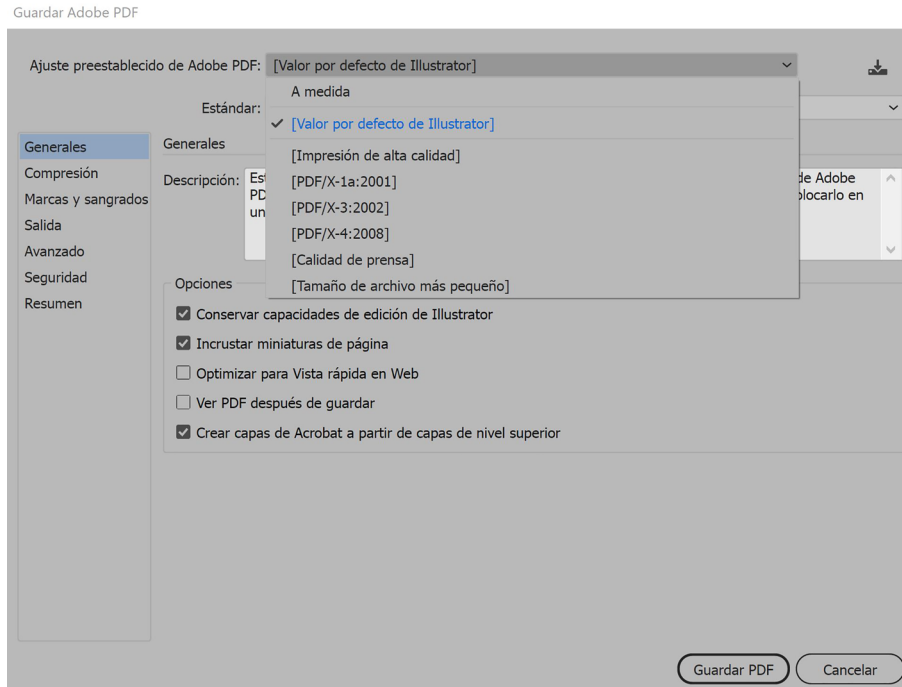 Guardar Adobe PDF
Ajuste preestablecido de Adobe PDF: [Valor por defecto de Illustrator]
A medida
Estándar:
[Valor por defecto de Illustrator]
Generales
Compresión
Marcas y sangrados
Salida
Avanzado
Seguridad
Resumen
Generales
[Impresión de alta calidad]
[PDF/X-1a:2001]
[PDF/X-3:2002]
[PDF/X-4:2008]
[Calidad de prensa]
[Tamaño de archivo más pequeño]
Descripción:
de Adobe
PD
un
Opciones
Conservar capacidades de edición de Illustrator
Incrustar miniaturas de página
Optimizar para Vista rápida en Web
Ver PDF después de guardar
Crear capas de Acrobat a partir de capas de nivel superior
Guardar PDF
Cancelar